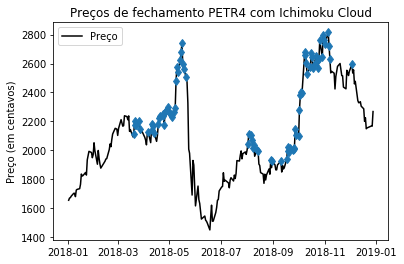 Preços de fechamento PETR4 com Ichimoku Cloud
Preço
Preço (em centavos)
2800
2600
2400
2200
2000
1800
1600
1400
2018-01 2018-03 2018-05 2018-07 2018-09 2018-11 2019-01